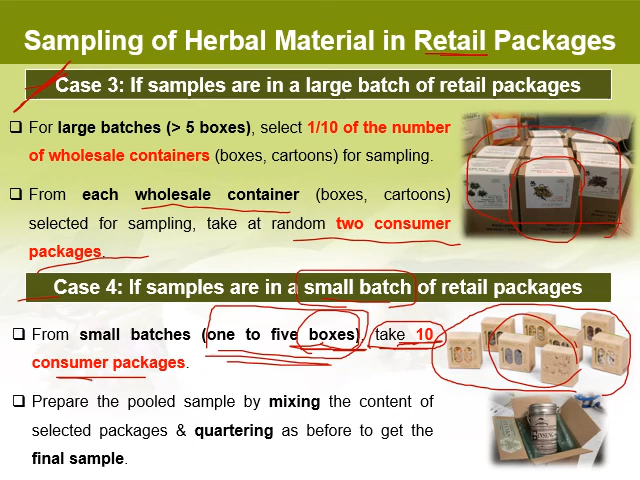 Sampling of Herbal Material in Retail Packages
Case 3: If samples are in a large batch of retail packages
❑ For large batches (> 5 boxes), select 1/10 of the number
of wholesale containers (boxes, cartoons) for sampling.
❑ From each wholesale container (boxes, cartoons)
selected for sampling, take at random two consumer
packages.
Case 4: If samples are in a small batch of retail packages
❑ From small batches (one to five boxes), take 10
consumer packages.
❑ Prepare the pooled sample by mixing the content of
selected packages & quartering as before to get the
final sample.